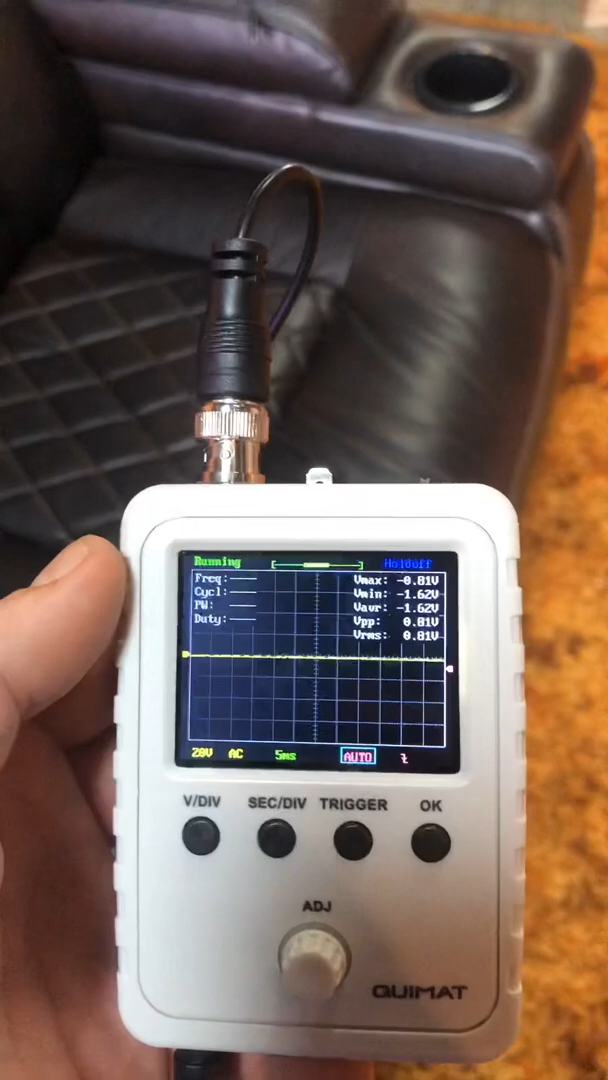 Running
Holdoff
Freq: ---
Vmax: -0.81V
Cycl: ---
Vmin: -1.62V
PW: ---
Vavr: -1.62V
Duty: ---
Vpp: 0.81V
Vrms: 0.81V
20V AC 5ms AUTO
V/DIV SEC/DIV TRIGGER OK
ADJ
QUIMAT